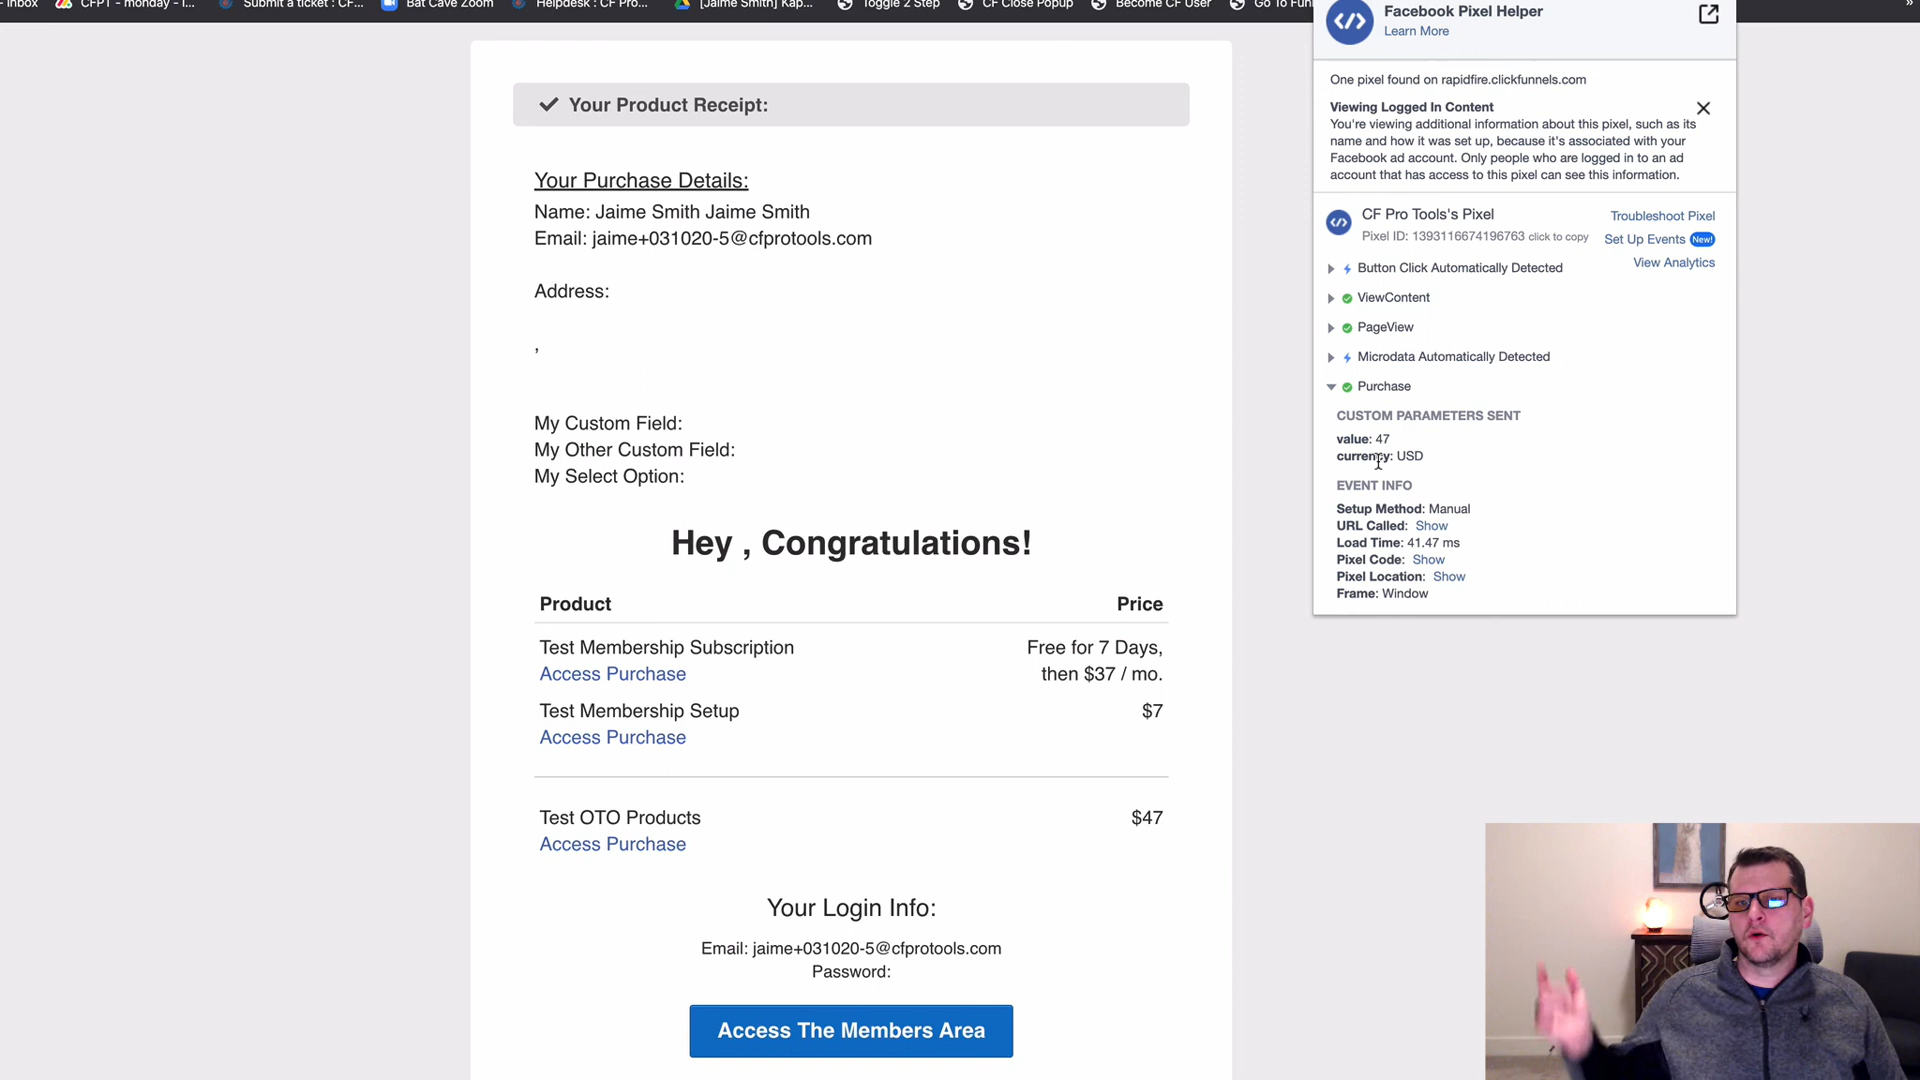 Inbox
CFPT - monday - l...
Submit a ticket : CF...
Bat Cave Zoom
Helpdesk : CF Pro...
[Jaime Smith] Kap...
Toggle 2 Step
CF Close Popup
Become CF User
Go To Fun
»
Your Product Receipt:
Your Purchase Details:
Name: Jaime Smith Jaime Smith
Email: jaime+031020-5@cfprotools.com
Address:
,
My Custom Field:
My Other Custom Field:
My Select Option:
Hey , Congratulations!
Product Price
Test Membership Subscription Free for 7 Days,
Access Purchase then $37 / mo.
Test Membership Setup $7
Access Purchase
Test OTO Products $47
Access Purchase
Your Login Info:
Email: jaime+031020-5@cfprotools.com
Password:
Access The Members Area
Facebook Pixel Helper
Learn More
One pixel found on rapidfire.clickfunnels.com
Viewing Logged In Content
You're viewing additional information about this pixel, such as its
name and how it was set up, because it's associated with your
Facebook ad account. Only people who are logged in to an ad
account that has access to this pixel can see this information.
CF Pro Tools's Pixel Troubleshoot Pixel
Pixel ID: 1393116674196763 click to copy Set Up Events New!
View Analytics
Button Click Automatically Detected
ViewContent
PageView
Microdata Automatically Detected
Purchase
CUSTOM PARAMETERS SENT
value: 47
currency: USD
EVENT INFO
Setup Method: Manual
URL Called: Show
Load Time: 41.47 ms
Pixel Code: Show
Pixel Location: Show
Frame: Window